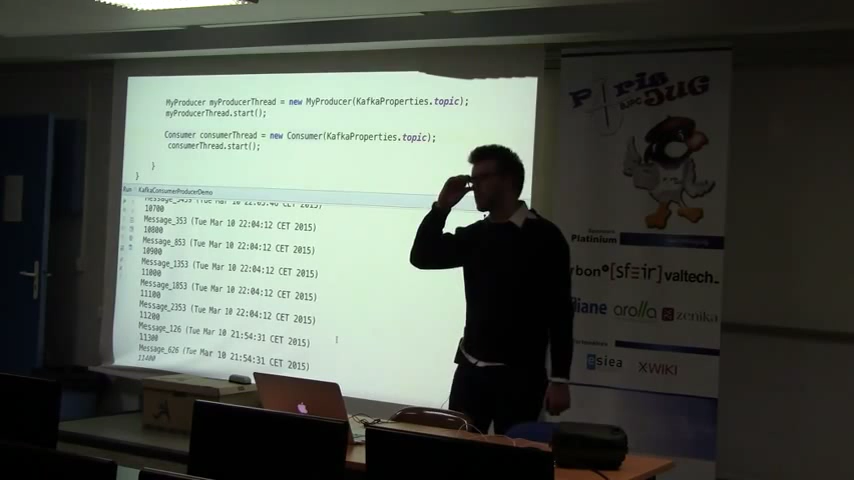 MyProducer myProducerThread = new MyProducer(KafkaProperties.topic);
myProducerThread.start();
Consumer consumerThread = new Consumer(KafkaProperties.topic);
consumerThread.start();
}
}
Run KafkaConsumerProducerDemo
10700
Message_353 (Tue Mar 10 22:04:12 CET 2015)
10800
Message_853 (Tue Mar 10 22:04:12 CET 2015)
10900
Message_1353 (Tue Mar 10 22:04:12 CET 2015)
11000
Message_1853 (Tue Mar 10 22:04:12 CET 2015)
11100
Message_2353 (Tue Mar 10 22:04:12 CET 2015)
11200
Message_126 (Tue Mar 10 21:54:31 CET 2015)
11300
Message_626 (Tue Mar 10 21:54:31 CET 2015)
11400
Paris
JUG
Platinium
[sfeir] valtech_
arolla
zenika
esiea
XWIKI